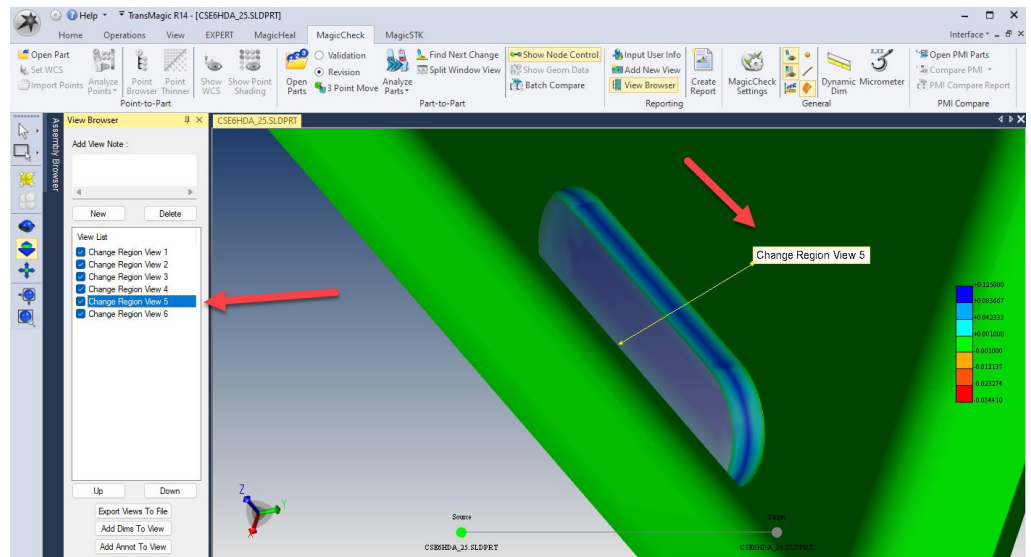 Help TransMagic R14 - [CSE6HDA_25.SLDPRT]
Home Operations View EXPERT MagicHeal MagicCheck MagicSTK Interface
Open Part
Set WCS
Import Points
Analyze Points
Point Browser
Point Thinner
Show WCS
Show Point Shading
Point-to-Part
Open Parts
Validation
Revision
3 Point Move
Analyze Parts
Find Next Change
Split Window View
Show Node Control
Show Geom Data
Batch Compare
Part-to-Part
Input User Info
Add New View
View Browser
Create Report
Reporting
MagicCheck Settings
Dynamic Dim
Micrometer
General
Open PMI Parts
Compare PMI
PMI Compare Report
PMI Compare
Assembly Browser
View Browser
CSE6HDA_25.SLDPRT
Add View Note :
New Delete
View List
Change Region View 1
Change Region View 2
Change Region View 3
Change Region View 4
Change Region View 5
Change Region View 6
Up Down
Export Views To File
Add Dims To View
Add Annot To View
Change Region View 5
+0.125000
+0.083667
+0.042333
+0.001000
-0.001000
-0.012137
-0.023274
-0.034410
Z
Y
X
Source
Target
CSE6HDA_25.SLDPRT
CSE6HDA_25.SLDPRT